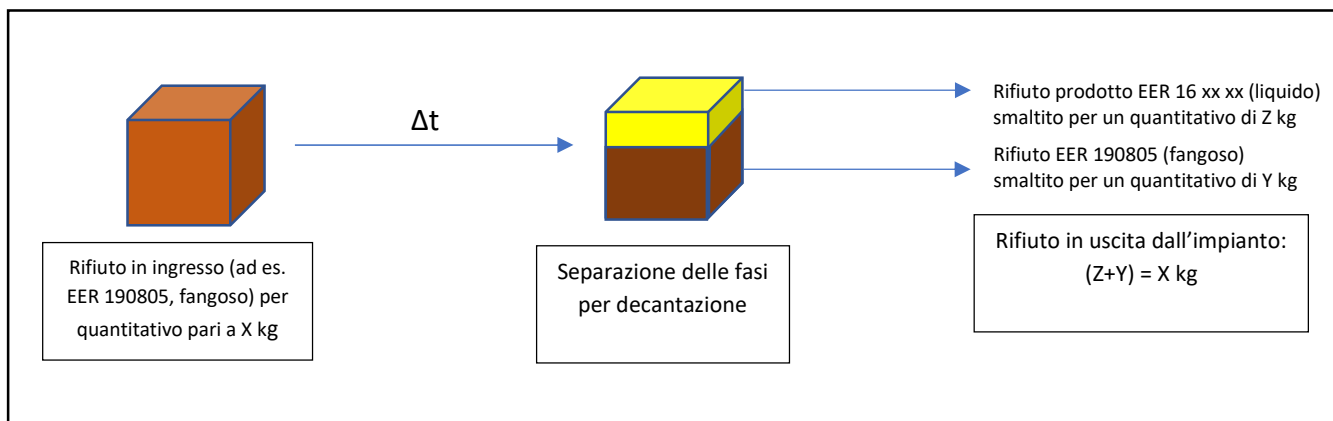 Δt
Rifiuto prodotto EER 16 xx xx (liquido)
smaltito per un quantitativo di Z kg
Rifiuto EER 190805 (fangoso)
smaltito per un quantitativo di Y kg
Rifiuto in ingresso (ad es.
EER 190805, fangoso) per
quantitativo pari a X kg
Separazione delle fasi
per decantazione
Rifiuto in uscita dall’impianto:
(Z+Y) = X kg